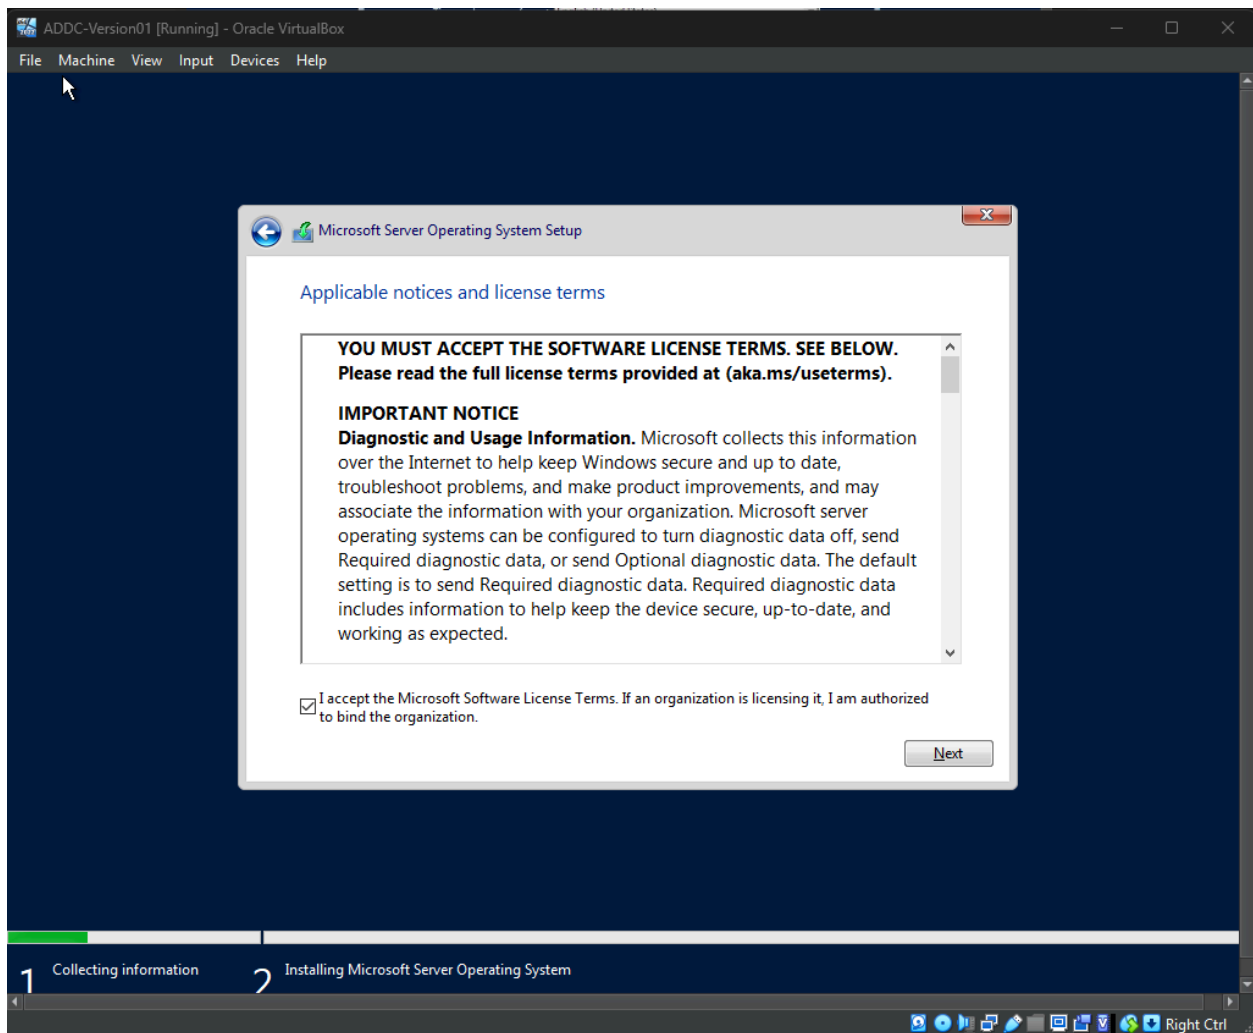 ADDC-Version01 [Running] - Oracle VirtualBox
File Machine View Input Devices Help
Microsoft Server Operating System Setup
Applicable notices and license terms
YOU MUST ACCEPT THE SOFTWARE LICENSE TERMS. SEE BELOW.
Please read the full license terms provided at (aka.ms/useterms).
IMPORTANT NOTICE
Diagnostic and Usage Information. Microsoft collects this information
over the Internet to help keep Windows secure and up to date,
troubleshoot problems, and make product improvements, and may
associate the information with your organization. Microsoft server
operating systems can be configured to turn diagnostic data off, send
Required diagnostic data, or send Optional diagnostic data. The default
setting is to send Required diagnostic data. Required diagnostic data
includes information to help keep the device secure, up-to-date, and
working as expected.
I accept the Microsoft Software License Terms. If an organization is licensing it, I am authorized
to bind the organization.
Next
1 Collecting information 2 Installing Microsoft Server Operating System
Right Ctrl